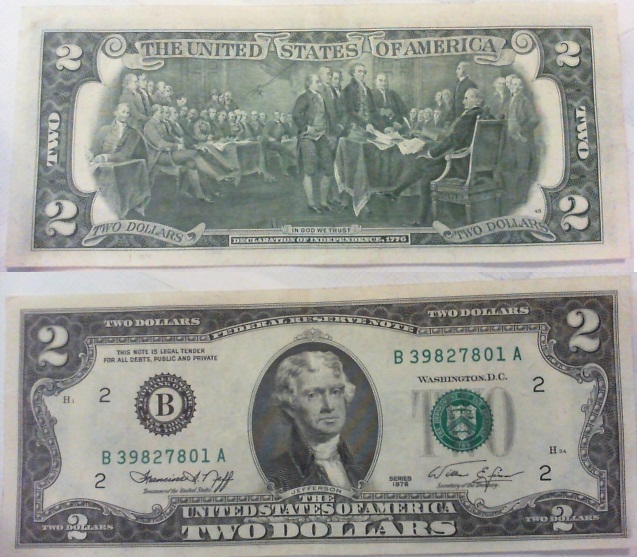 2 THE UNITED STATES OF AMERICA 2
TWO TWO
2 TWO DOLLARS IN GOD WE TRUST TWO DOLLARS 2
DECLARATION OF INDEPENDENCE, 1776
2 TWO DOLLARS FEDERAL RESERVE NOTE TWO DOLLARS 2
THIS NOTE IS LEGAL TENDER
FOR ALL DEBTS, PUBLIC AND PRIVATE
B 39827801 A
WASHINGTON, D.C.
H1 2 B TWO 2
B 39827801 A
2 SERIES 1976 2
JEFFERSON
THE
UNITED STATES OF AMERICA
TWO DOLLARS TWO DOLLARS TWO DOLLARS